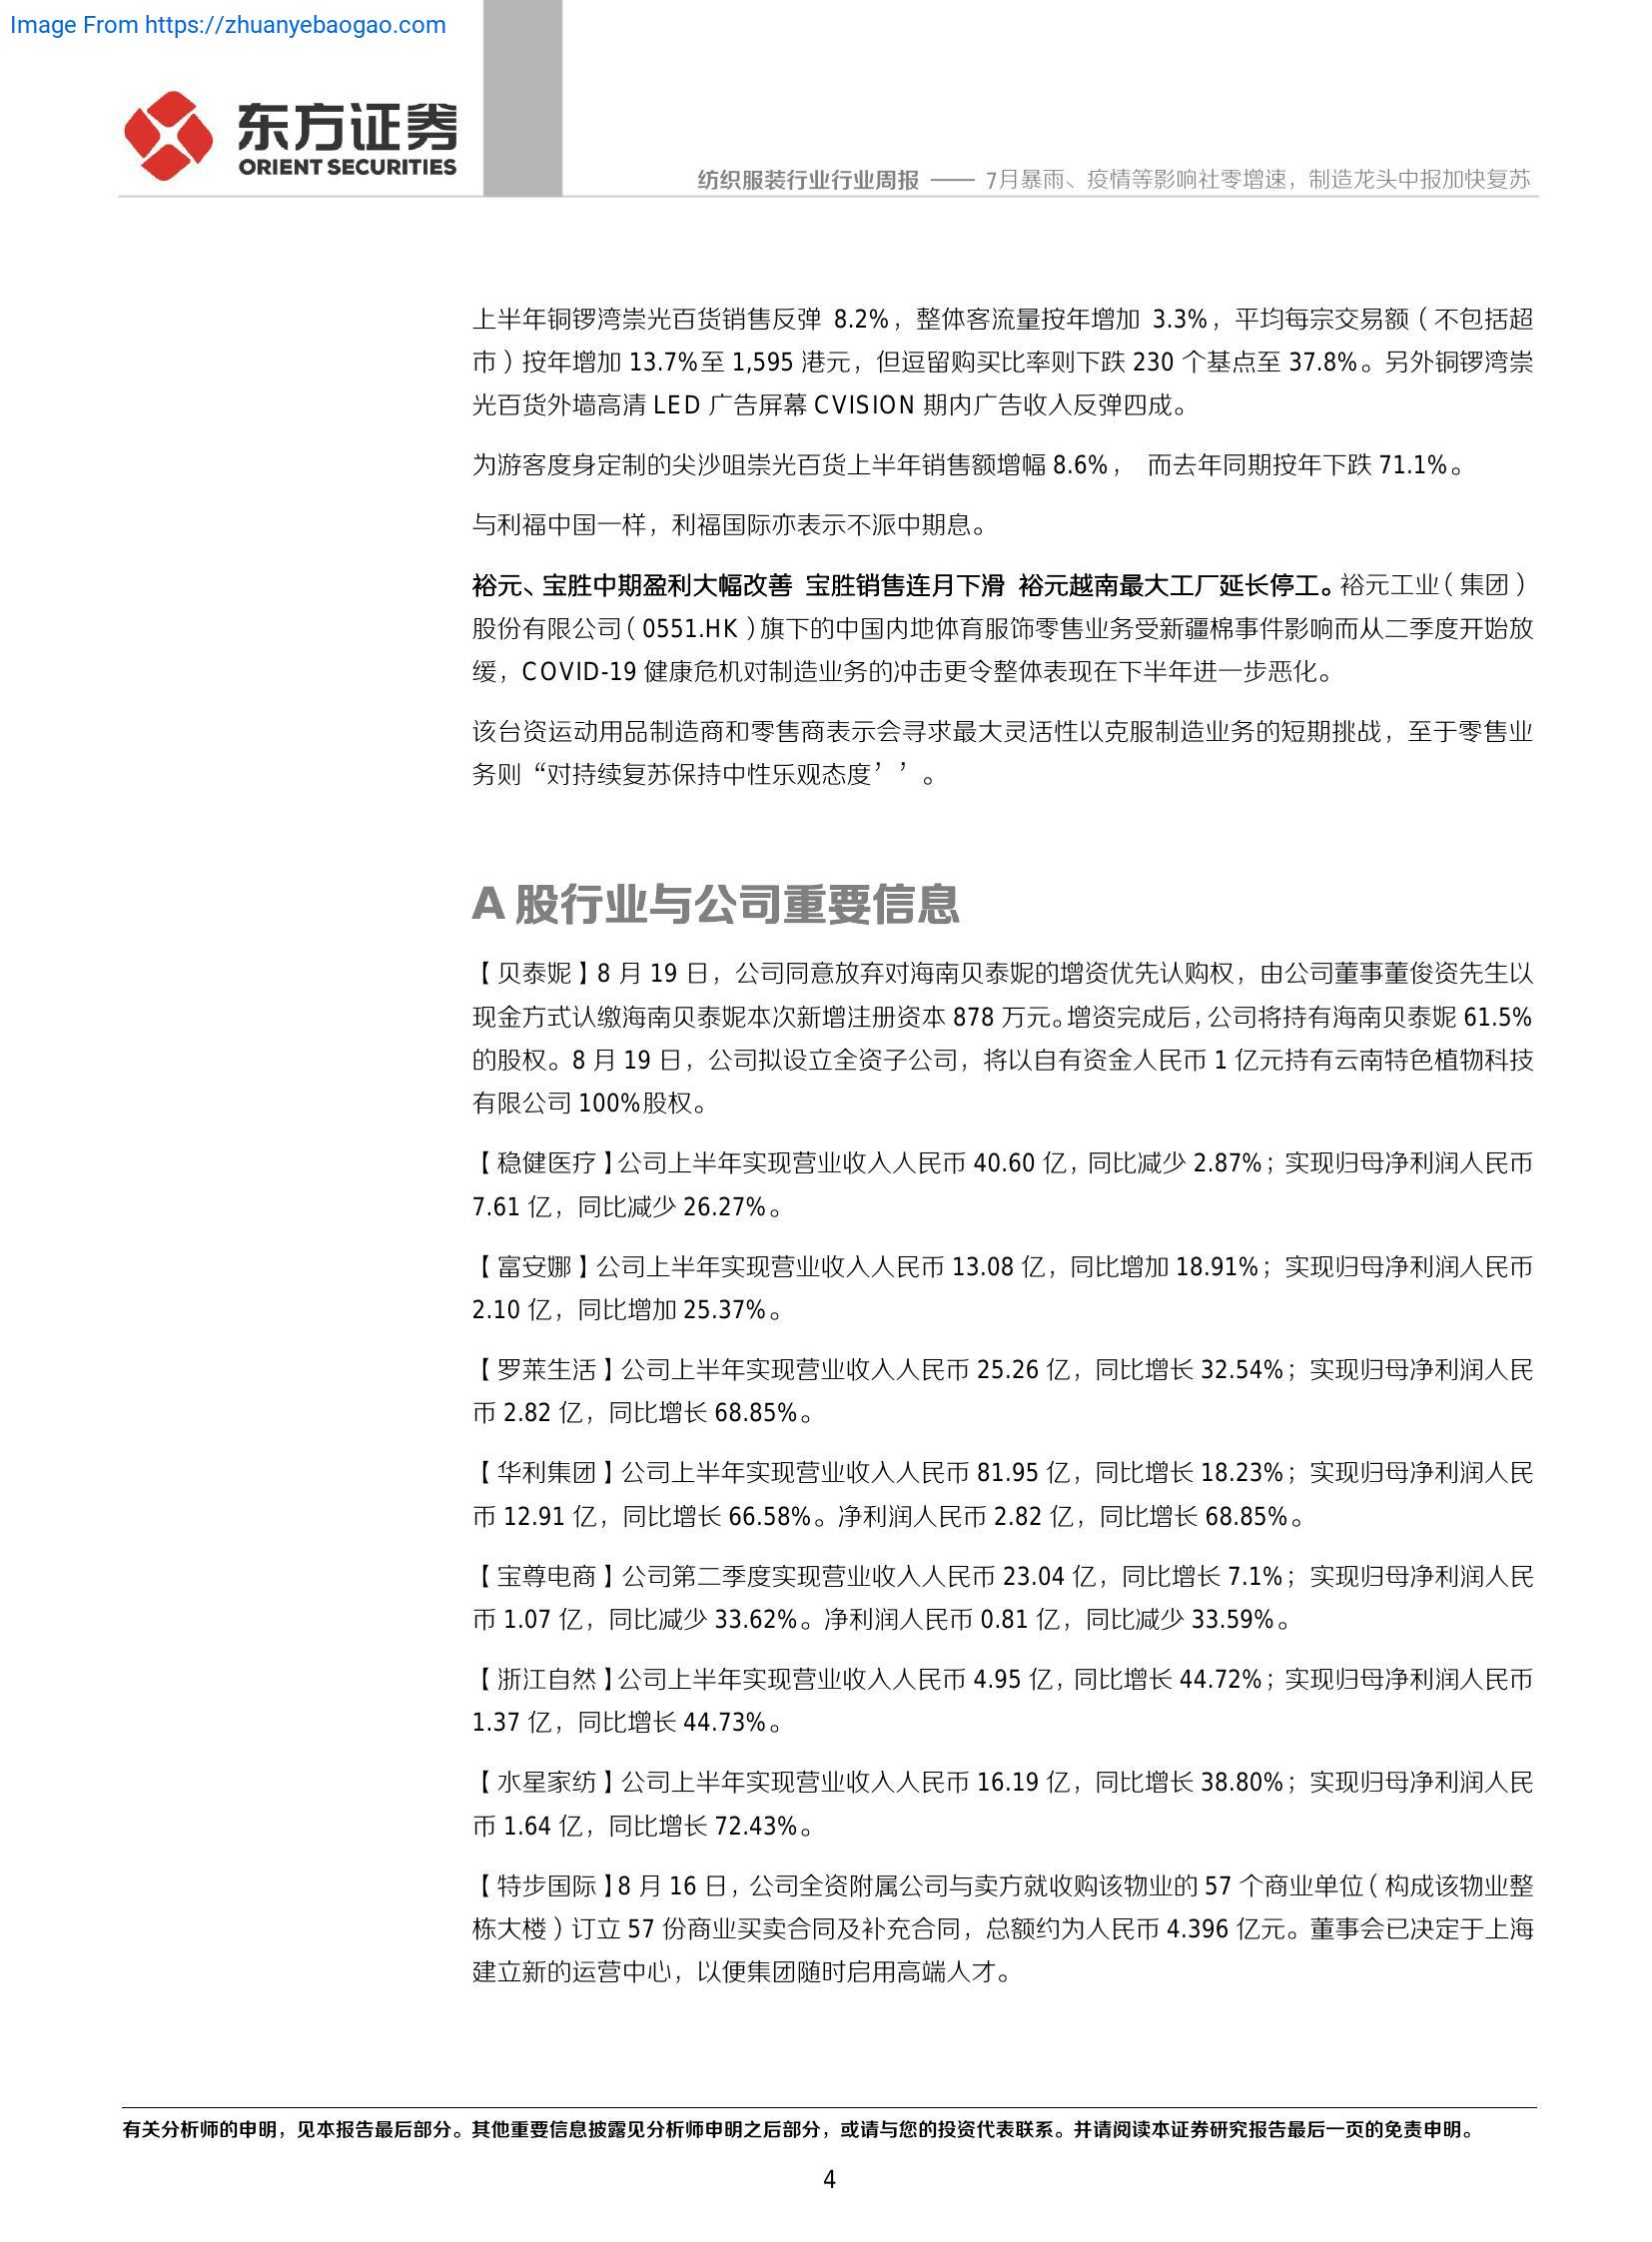 Image From https://zhuanyebaogao.com
东方证券
ORIENT SECURITIES
纺织服装行业行业周报 —— 7月暴雨、疫情等影响社零增速，制造龙头中报加快复苏
上半年铜锣湾崇光百货销售反弹 8.2%，整体客流量按年增加 3.3%，平均每宗交易额（不包括超
市）按年增加 13.7%至 1,595 港元，但逗留购买比率则下跌 230 个基点至 37.8%。另外铜锣湾崇
光百货外墙高清 LED 广告屏幕 CVISION 期内广告收入反弹四成。
为游客度身定制的尖沙咀崇光百货上半年销售额增幅 8.6%， 而去年同期按年下跌 71.1%。
与利福中国一样，利福国际亦表示不派中期息。
裕元、宝胜中期盈利大幅改善 宝胜销售连月下滑 裕元越南最大工厂延长停工。裕元工业（集团）
股份有限公司（0551.HK）旗下的中国内地体育服饰零售业务受新疆棉事件影响而从二季度开始放
缓，COVID-19 健康危机对制造业务的冲击更令整体表现在下半年进一步恶化。
该台资运动用品制造商和零售商表示会寻求最大灵活性以克服制造业务的短期挑战，至于零售业
务则“对持续复苏保持中性乐观态度’’。
A 股行业与公司重要信息
【贝泰妮】8 月 19 日，公司同意放弃对海南贝泰妮的增资优先认购权，由公司董事董俊资先生以
现金方式认缴海南贝泰妮本次新增注册资本 878 万元。增资完成后，公司将持有海南贝泰妮 61.5%
的股权。8 月 19 日，公司拟设立全资子公司，将以自有资金人民币 1 亿元持有云南特色植物科技
有限公司 100%股权。
【稳健医疗】公司上半年实现营业收入人民币 40.60 亿，同比减少 2.87%；实现归母净利润人民币
7.61 亿，同比减少 26.27%。
【富安娜】公司上半年实现营业收入人民币 13.08 亿，同比增加 18.91%；实现归母净利润人民币
2.10 亿，同比增加 25.37%。
【罗莱生活】公司上半年实现营业收入人民币 25.26 亿，同比增长 32.54%；实现归母净利润人民
币 2.82 亿，同比增长 68.85%。
【华利集团】公司上半年实现营业收入人民币 81.95 亿，同比增长 18.23%；实现归母净利润人民
币 12.91 亿，同比增长 66.58%。净利润人民币 2.82 亿，同比增长 68.85%。
【宝尊电商】公司第二季度实现营业收入人民币 23.04 亿，同比增长 7.1%；实现归母净利润人民
币 1.07 亿，同比减少 33.62%。净利润人民币 0.81 亿，同比减少 33.59%。
【浙江自然】公司上半年实现营业收入人民币 4.95 亿，同比增长 44.72%；实现归母净利润人民币
1.37 亿，同比增长 44.73%。
【水星家纺】公司上半年实现营业收入人民币 16.19 亿，同比增长 38.80%；实现归母净利润人民
币 1.64 亿，同比增长 72.43%。
【特步国际】8 月 16 日，公司全资附属公司与卖方就收购该物业的 57 个商业单位（构成该物业整
栋大楼）订立 57 份商业买卖合同及补充合同，总额约为人民币 4.396 亿元。董事会已决定于上海
建立新的运营中心，以便集团随时启用高端人才。
有关分析师的申明，见本报告最后部分。其他重要信息披露见分析师申明之后部分，或请与您的投资代表联系。并请阅读本证券研究报告最后一页的免责申明。
4